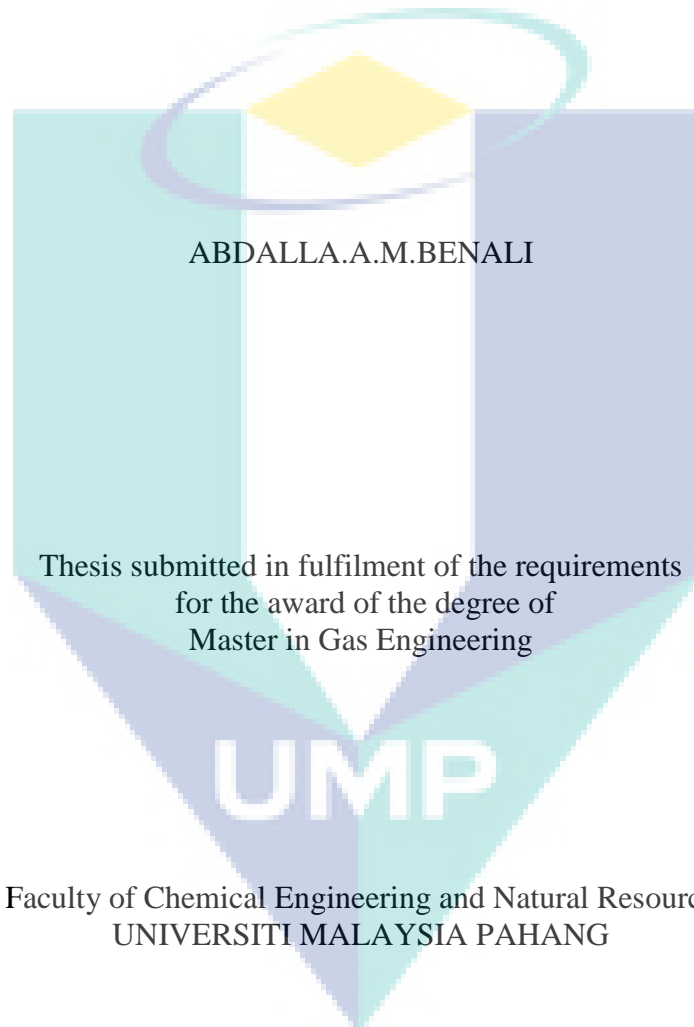 ABDALLA.A.M.BENALI
Thesis submitted in fulfilment of the requirements
for the award of the degree of
Master in Gas Engineering
UMP
Faculty of Chemical Engineering and Natural
UNIVERSITI MALAYSIA PAHANG